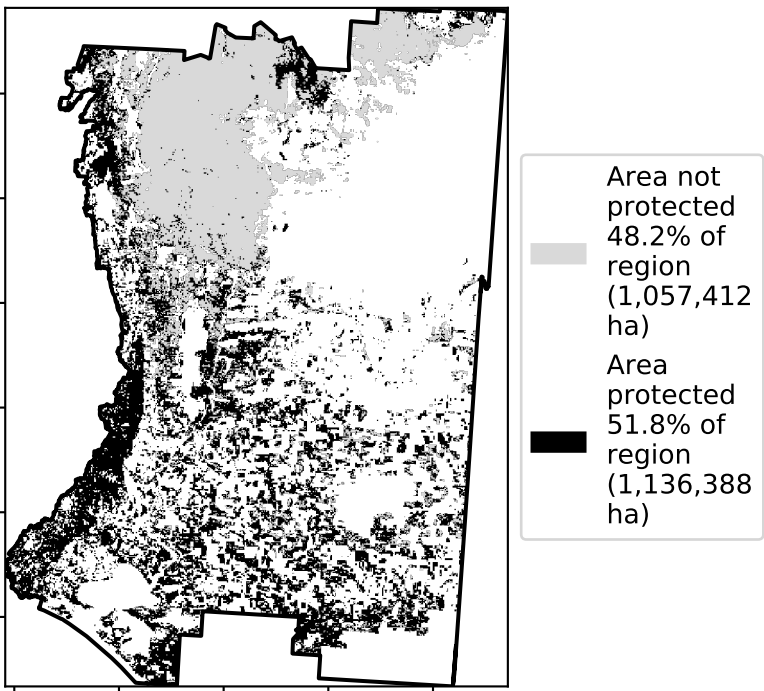 Area not
protected
48.2% of
region
(1,057,412
ha)
Area
protected
51.8% of
region
(1,136,388
ha)